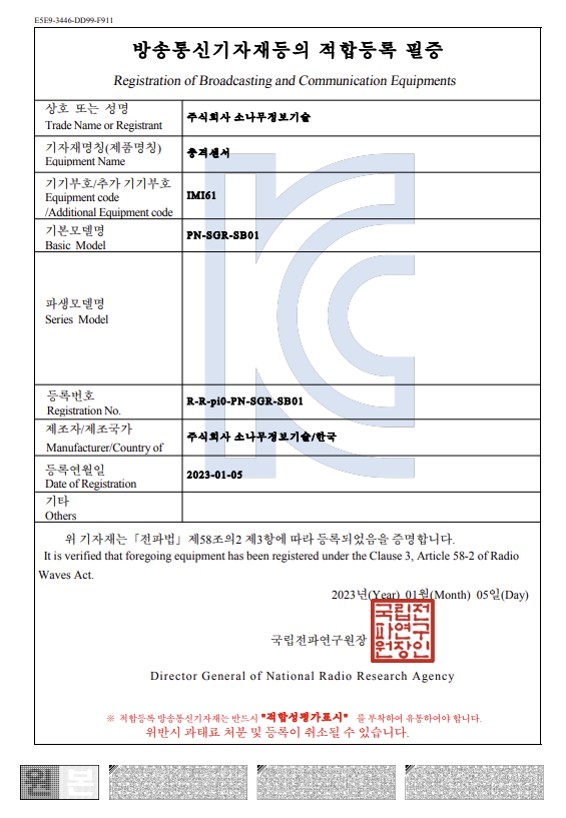 E5E9-3446-DD99-F911
방송통신기자재등의 적합등록 필증
Registration of Broadcasting and Communication Equipments
상호 또는 성명
Trade Name or Registrant
주식회사 소나무정보기술
기자재명칭(제품명칭)
Equipment Name
충격센서
기기부호/추가 기기부호
Equipment code
/Additional Equipment code
IMI61
기본모델명
Basic Model
PN-SGR-SB01
파생모델명
Series Model
등록번호
Registration No.
R-R-pi0-PN-SGR-SB01
제조자/제조국가
Manufacturer/Country of
주식회사 소나무정보기술/한국
등록연월일
Date of Registration
2023-01-05
기타
Others
위 기자재는「전파법」제58조의2 제3항에 따라 등록되었음을 증명합니다.
It is verified that foregoing equipment has been registered under the Clause 3, Article 58-2 of Radio
Waves Act.
2023년(Year) 01월(Month) 05일(Day)
국립전파연구원장
국립전
파연구
원장인
Director General of National Radio Research Agency
※ 적합등록 방송통신기자재는 반드시 "적합성평가표시" 를 부착하여 유통하여야 합니다.
위반시 과태료 처분 및 등록이 취소될 수 있습니다.
원본